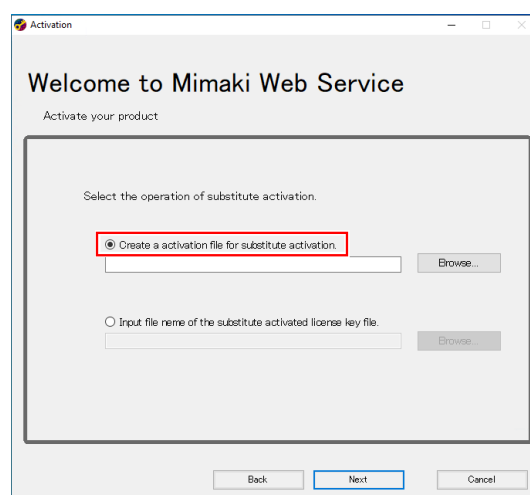 Activation
Welcome to Mimaki Web Service
Activate your product
Select the operation of substitute activation.
Create a activation file for substitute activation.
Browse...
Input file neme of the substitute activated license key file.
Browse...
Back Next Cancel